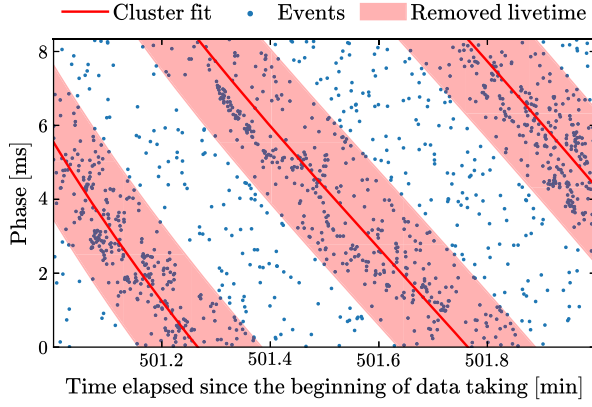 Cluster fit Events Removed livetime
8
6
4
2
0
Phase [ms]
501.2 501.4 501.6 501.8
Time elapsed since the beginning of data taking [min]